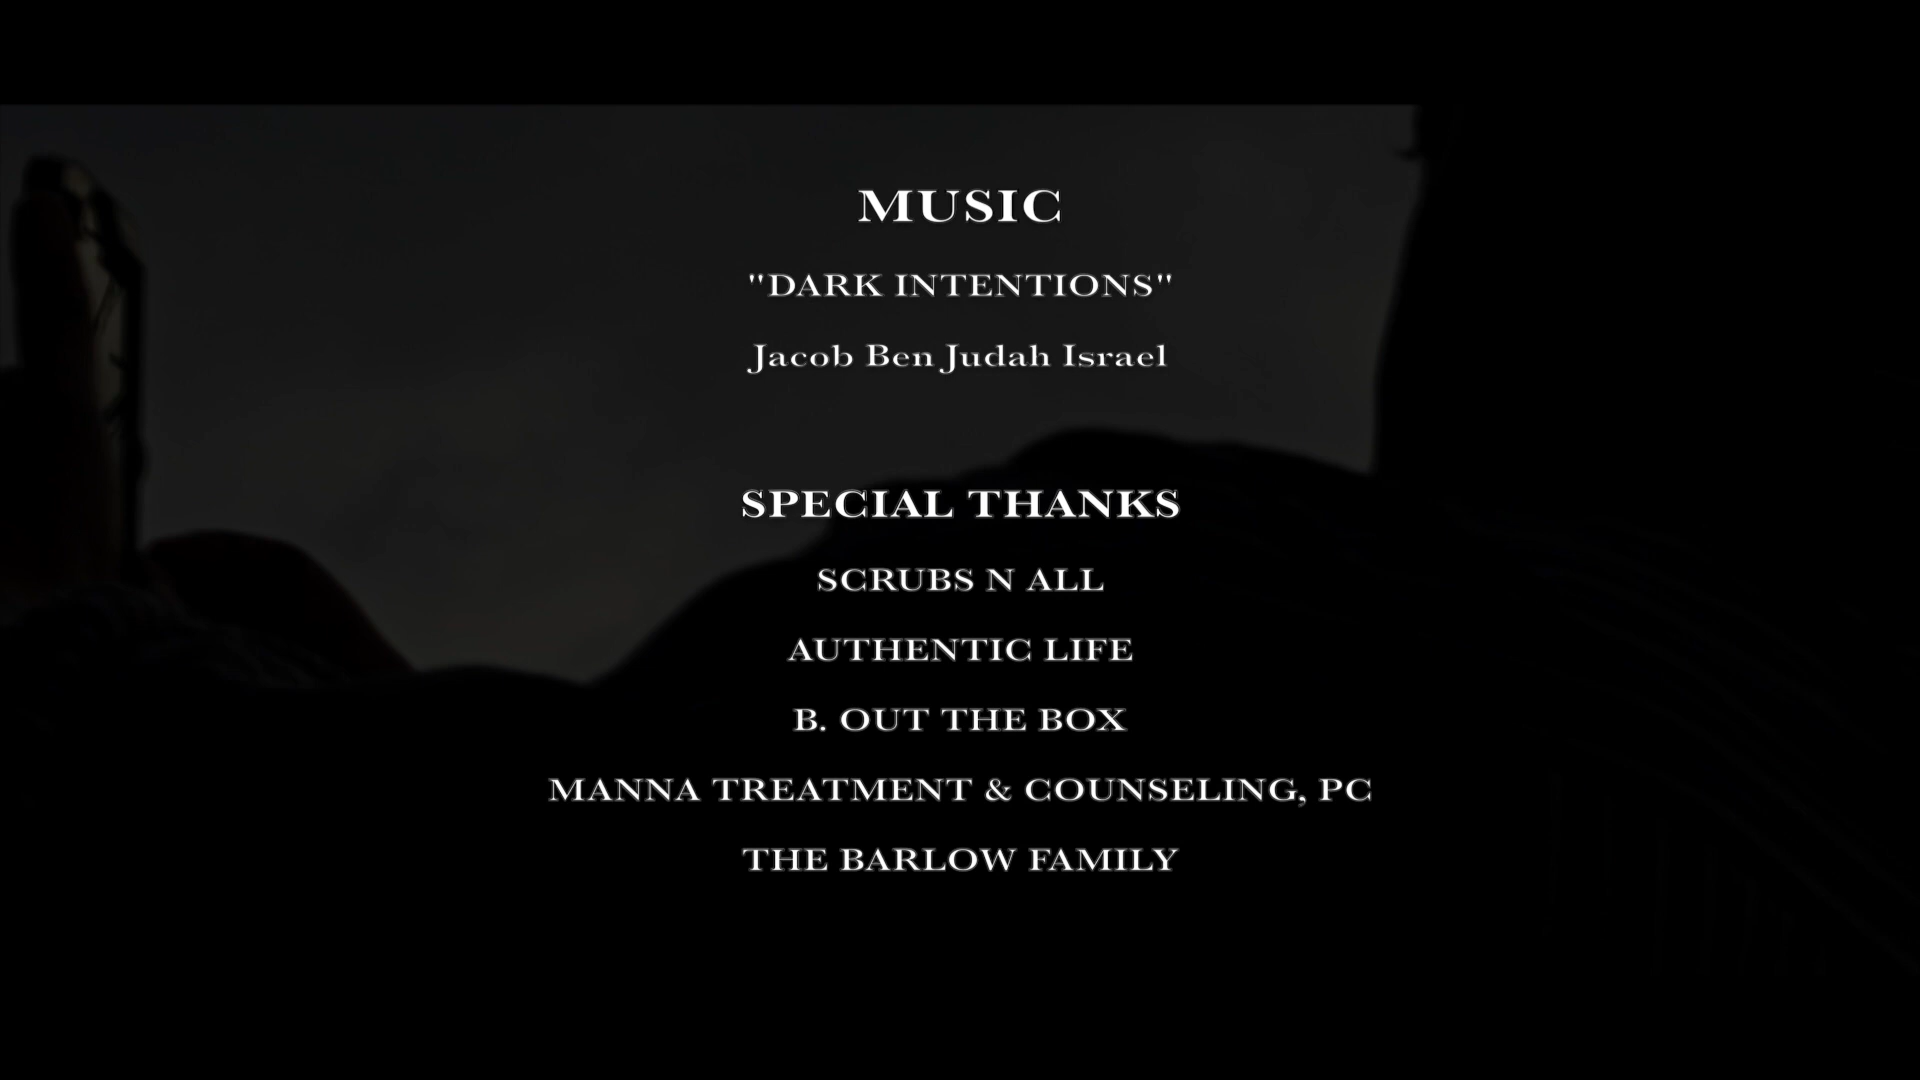 MUSIC
"DARK INTENTIONS"
Jacob Ben Judah Israel
SPECIAL THANKS
SCRUBS N ALL
AUTHENTIC LIFE
B. OUT THE BOX
MANNA TREATMENT & COUNSELING, PC
THE BARLOW FAMILY